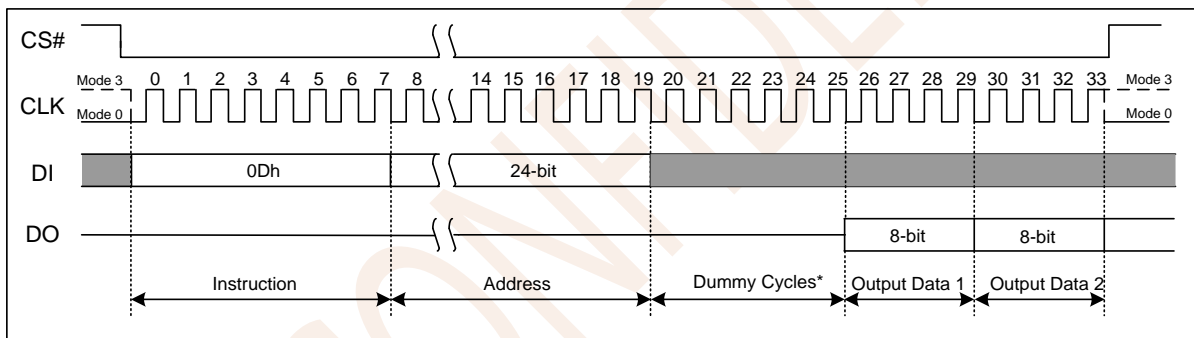 CS#
Mode 3
0 1 2 3 4 5 6 7 8 14 15 16 17 18 19 20 21 22 23 24 25 26 27 28 29 30 31 32 33
Mode 3
CLK
Mode 0
Mode 0
DI
0Dh
24-bit
DO
8-bit
8-bit
Instruction
Address
Dummy Cycles*
Output Data 1
Output Data 2